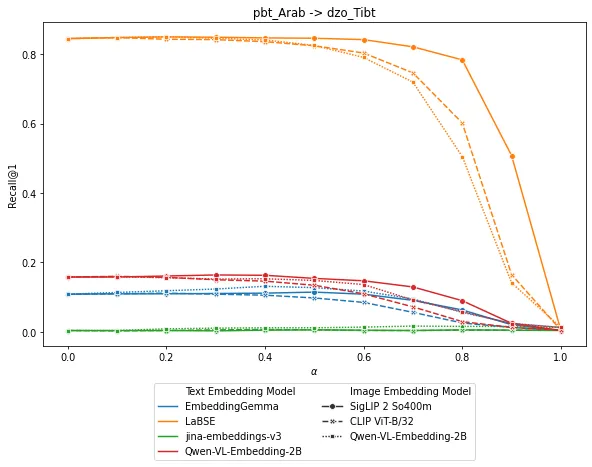 pbt_Arab -> dzo_Tibt
Recall@1
0.8
0.6
0.4
0.2
0.0
0.0 0.2 0.4 0.6 0.8 1.0
α
Text Embedding Model
EmbeddingGemma
LaBSE
jina-embeddings-v3
Qwen-VL-Embedding-2B
Image Embedding Model
SigLIP 2 So400m
CLIP ViT-B/32
Qwen-VL-Embedding-2B